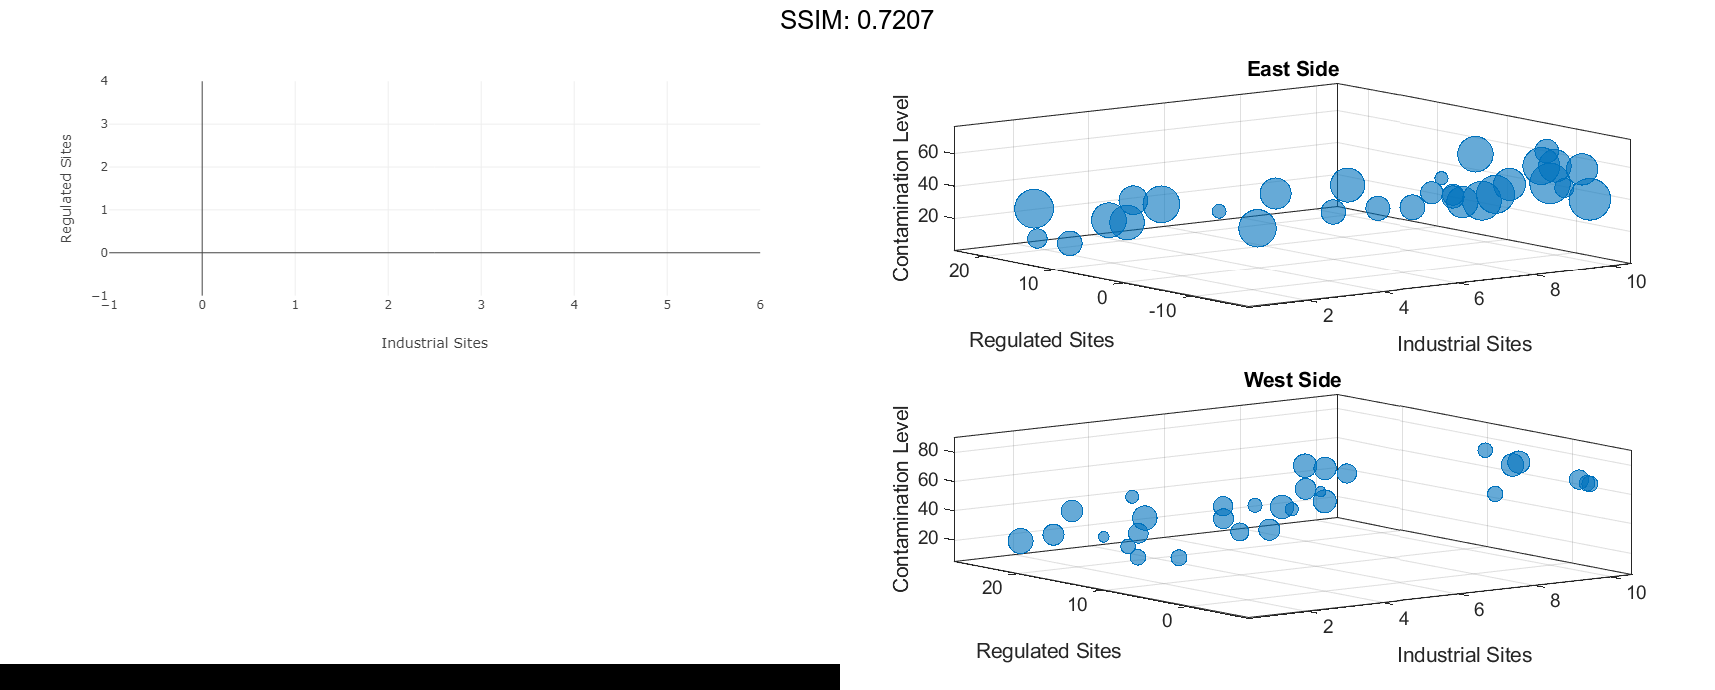 SSIM: 0.7207
4
3
2
1
0
−1
−1 0 1 2 3 4 5 6
Regulated Sites
Industrial Sites
East Side
Contamination Level
60
40
20
20 10 0 -10
2 4 6 8 10
Regulated Sites
Industrial Sites
West Side
Contamination Level
80
60
40
20
20 10 0
2 4 6 8 10
Regulated Sites
Industrial Sites